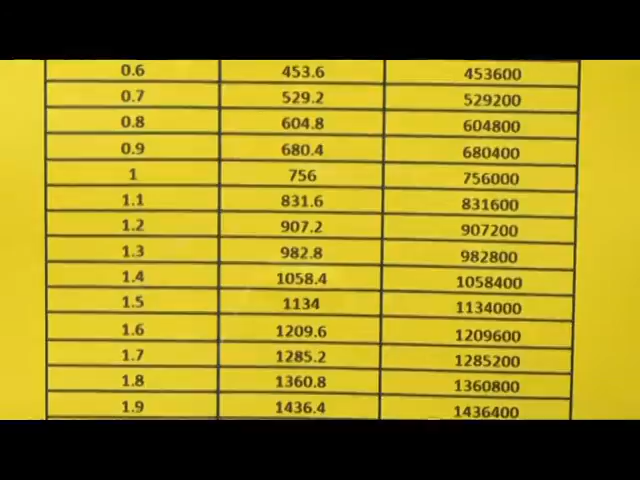 0.6 453.6 453600
0.7 529.2 529200
0.8 604.8 604800
0.9 680.4 680400
1 756 756000
1.1 831.6 831600
1.2 907.2 907200
1.3 982.8 982800
1.4 1058.4 1058400
1.5 1134 1134000
1.6 1209.6 1209600
1.7 1285.2 1285200
1.8 1360.8 1360800
1.9 1436.4 1436400